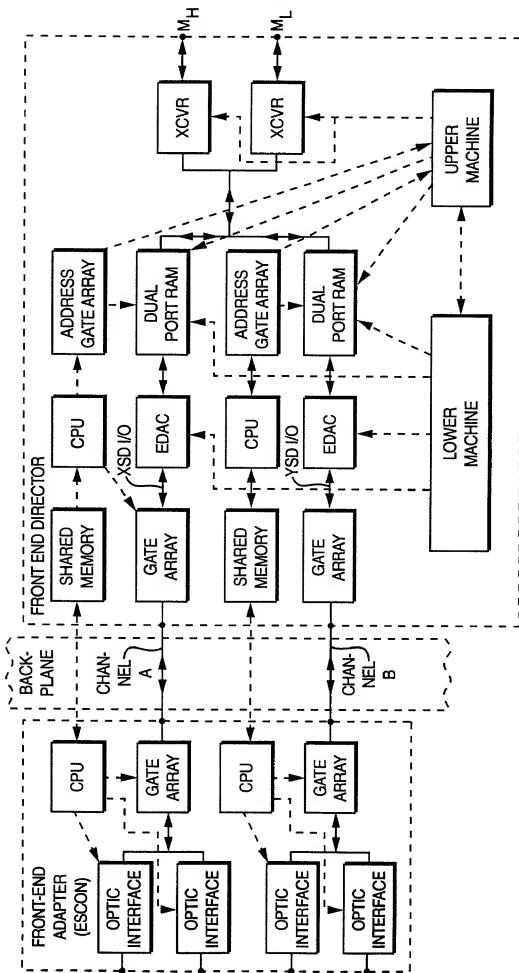 FRONT-END
ADAPTER
(ESCON)
OPTIC
INTERFACE
OPTIC
INTERFACE
OPTIC
INTERFACE
OPTIC
INTERFACE
CPU
GATE
ARRAY
CPU
GATE
ARRAY
BACK-
PLANE
CHAN-
NEL
A
CHAN-
NEL
B
FRONT END DIRECTOR
SHARED
MEMORY
CPU
ADDRESS
GATE ARRAY
GATE
ARRAY
XSD I/O
EDAC
DUAL
PORT RAM
SHARED
MEMORY
CPU
ADDRESS
GATE ARRAY
GATE
ARRAY
YSD I/O
EDAC
DUAL
PORT RAM
XCVR
XCVR
MH
ML
LOWER
MACHINE
UPPER
MACHINE